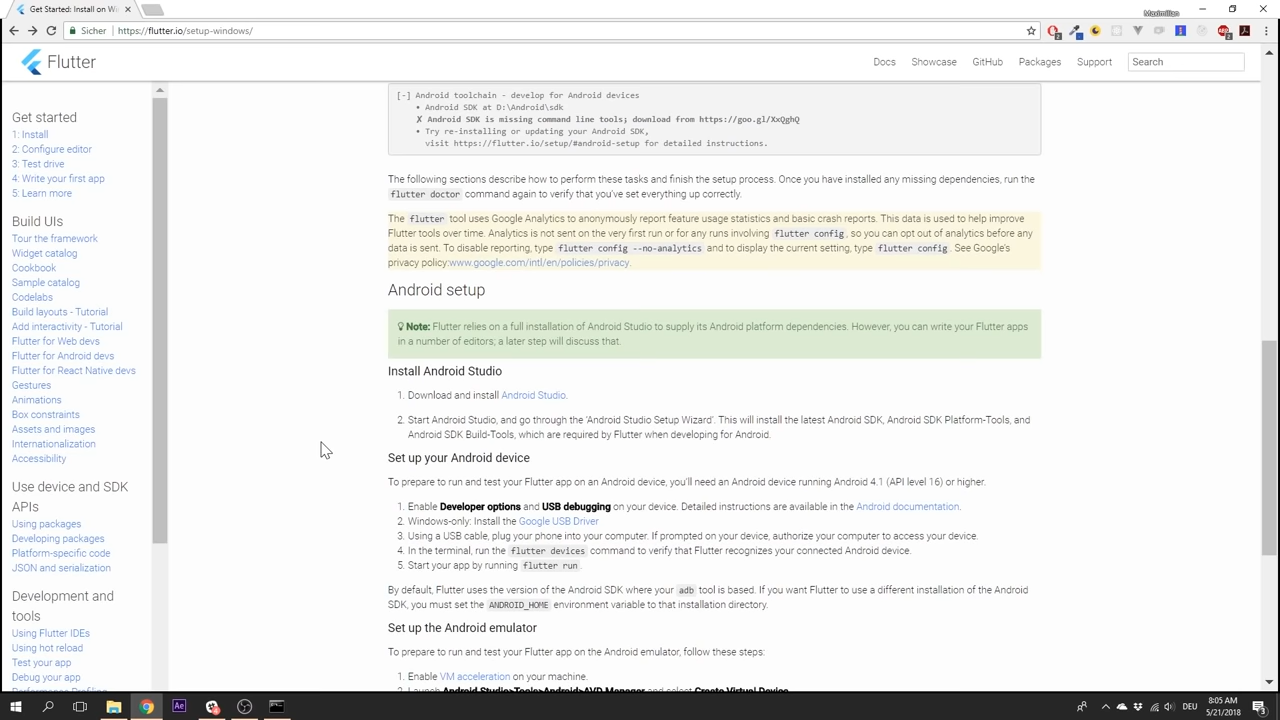 Get Started: Install on Wi
Maximilian
Sicher
https://flutter.io/setup-windows/
Flutter
Docs
Showcase
GitHub
Packages
Support
Search
Get started
1: Install
2: Configure editor
3: Test drive
4: Write your first app
5: Learn more
Build UIs
Tour the framework
Widget catalog
Cookbook
Sample catalog
Codelabs
Build layouts - Tutorial
Add interactivity - Tutorial
Flutter for Web devs
Flutter for Android devs
Flutter for React Native devs
Gestures
Animations
Box constraints
Assets and images
Internationalization
Accessibility
Use device and SDK
APIs
Using packages
Developing packages
Platform-specific code
JSON and serialization
Development and
tools
Using Flutter IDEs
Using hot reload
Test your app
Debug your app
Performance Profiling
[-] Android toolchain - develop for Android devices
• Android SDK at D:\Android\sdk
✗ Android SDK is missing command line tools; download from https://goo.gl/XxQghQ
• Try re-installing or updating your Android SDK,
visit https://flutter.io/setup/#android-setup for detailed instructions.
The following sections describe how to perform these tasks and finish the setup process. Once you have installed any missing dependencies, run the
flutter doctor command again to verify that you've set everything up correctly.
The flutter tool uses Google Analytics to anonymously report feature usage statistics and basic crash reports. This data is used to help improve
Flutter tools over time. Analytics is not sent on the very first run or for any runs involving flutter config, so you can opt out of analytics before any
data is sent. To disable reporting, type flutter config --no-analytics and to display the current setting, type flutter config. See Google's
privacy policy:www.google.com/intl/en/policies/privacy.
Android setup
Note: Flutter relies on a full installation of Android Studio to supply its Android platform dependencies. However, you can write your Flutter apps
in a number of editors; a later step will discuss that.
Install Android Studio
1. Download and install Android Studio.
2. Start Android Studio, and go through the 'Android Studio Setup Wizard'. This will install the latest Android SDK, Android SDK Platform-Tools, and
Android SDK Build-Tools, which are required by Flutter when developing for Android.
Set up your Android device
To prepare to run and test your Flutter app on an Android device, you'll need an Android device running Android 4.1 (API level 16) or higher.
1. Enable Developer options and USB debugging on your device. Detailed instructions are available in the Android documentation.
2. Windows-only: Install the Google USB Driver
3. Using a USB cable, plug your phone into your computer. If prompted on your device, authorize your computer to access your device.
4. In the terminal, run the flutter devices command to verify that Flutter recognizes your connected Android device.
5. Start your app by running flutter run.
By default, Flutter uses the version of the Android SDK where your adb tool is based. If you want Flutter to use a different installation of the Android
SDK, you must set the ANDROID_HOME environment variable to that installation directory.
Set up the Android emulator
To prepare to run and test your Flutter app on the Android emulator, follow these steps:
1. Enable VM acceleration on your machine.
2. Launch Android Studio>Tools>Android>AVD Manager and select Create Virtual Device.
Ae
DEU
8:05 AM
5/21/2018